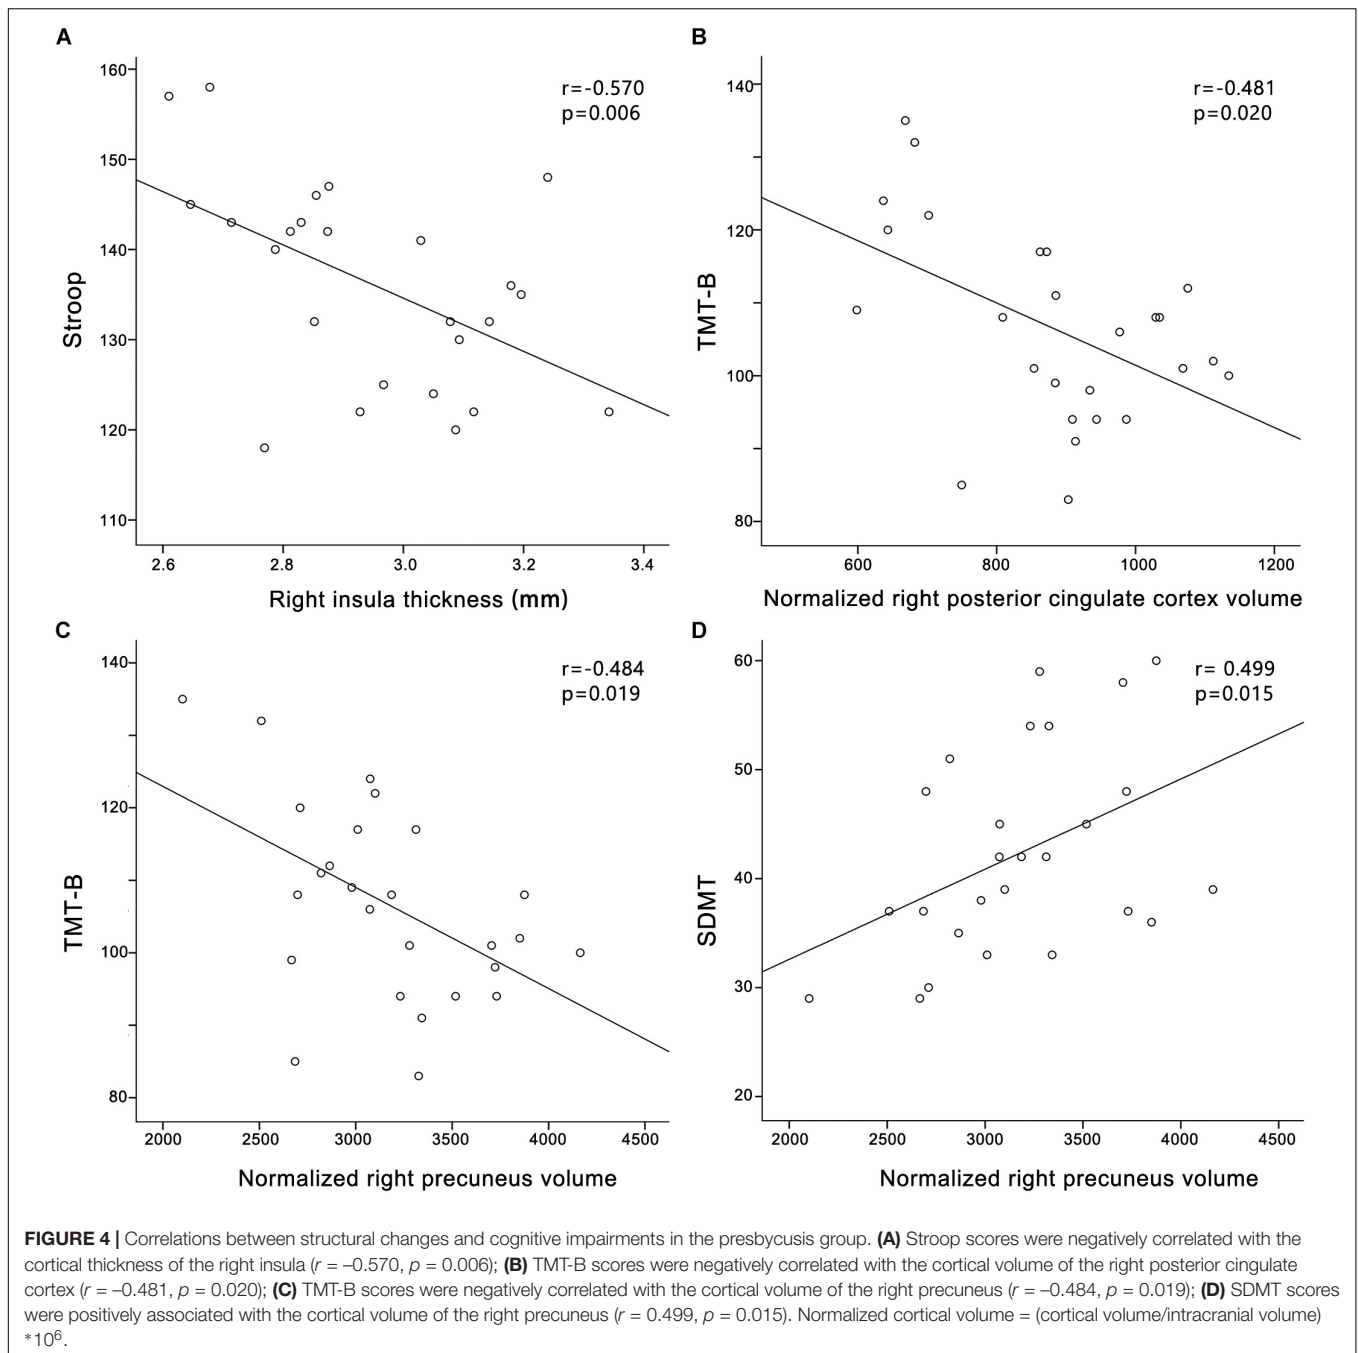 A
160
150
140
130
120
110
Stroop
r=-0.570
p=0.006
2.6 2.8 3.0 3.2 3.4
Right insula thickness (mm)
B
140
120
100
80
TMT-B
r=-0.481
p=0.020
600 800 1000 1200
Normalized right posterior cingulate cortex volume
C
140
120
100
80
TMT-B
r=-0.484
p=0.019
2000 2500 3000 3500 4000 4500
Normalized right precuneus volume
D
60
50
40
30
20
SDMT
r= 0.499
p=0.015
2000 2500 3000 3500 4000 4500
Normalized right precuneus volume
FIGURE 4 | Correlations between structural changes and cognitive impairments in the presbycusis group. (A) Stroop scores were negatively correlated with the
cortical thickness of the right insula (r = –0.570, p = 0.006); (B) TMT-B scores were negatively correlated with the cortical volume of the right posterior cingulate
cortex (r = –0.481, p = 0.020); (C) TMT-B scores were negatively correlated with the cortical volume of the right precuneus (r = –0.484, p = 0.019); (D) SDMT scores
were positively associated with the cortical volume of the right precuneus (r = 0.499, p = 0.015). Normalized cortical volume = (cortical volume/intracranial volume)
*10⁶.